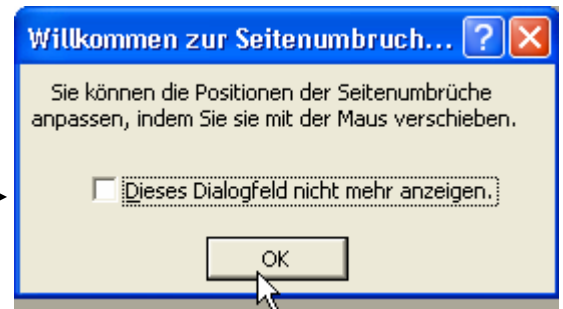 Willkommen zur Seitenumbruch...
Sie können die Positionen der Seitenumbrüche
anpassen, indem Sie sie mit der Maus verschieben.
Dieses Dialogfeld nicht mehr anzeigen.
OK